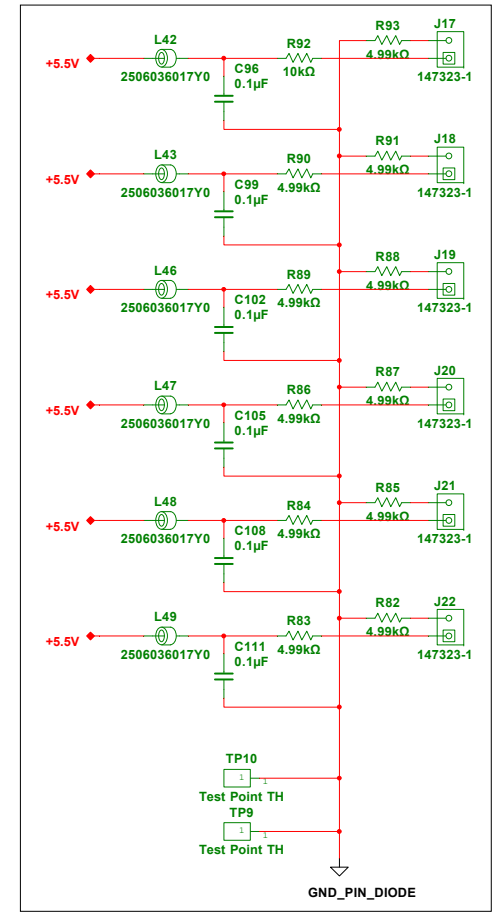 R93
J17
L42
R92
4.99kΩ
+5.5V
C96
10kΩ
147323-1
2506036017Y0
0.1µF
R91
J18
L43
R90
4.99kΩ
+5.5V
C99
4.99kΩ
147323-1
2506036017Y0
0.1µF
R88
J19
L46
R89
4.99kΩ
+5.5V
C102
4.99kΩ
147323-1
2506036017Y0
0.1µF
R87
J20
L47
R86
4.99kΩ
+5.5V
C105
4.99kΩ
147323-1
2506036017Y0
0.1µF
R85
J21
L48
R84
4.99kΩ
+5.5V
C108
4.99kΩ
147323-1
2506036017Y0
0.1µF
R82
J22
L49
R83
4.99kΩ
+5.5V
C111
4.99kΩ
147323-1
2506036017Y0
0.1µF
TP10
1
1
Test Point TH
TP9
1
1
Test Point TH
GND_PIN_DIODE